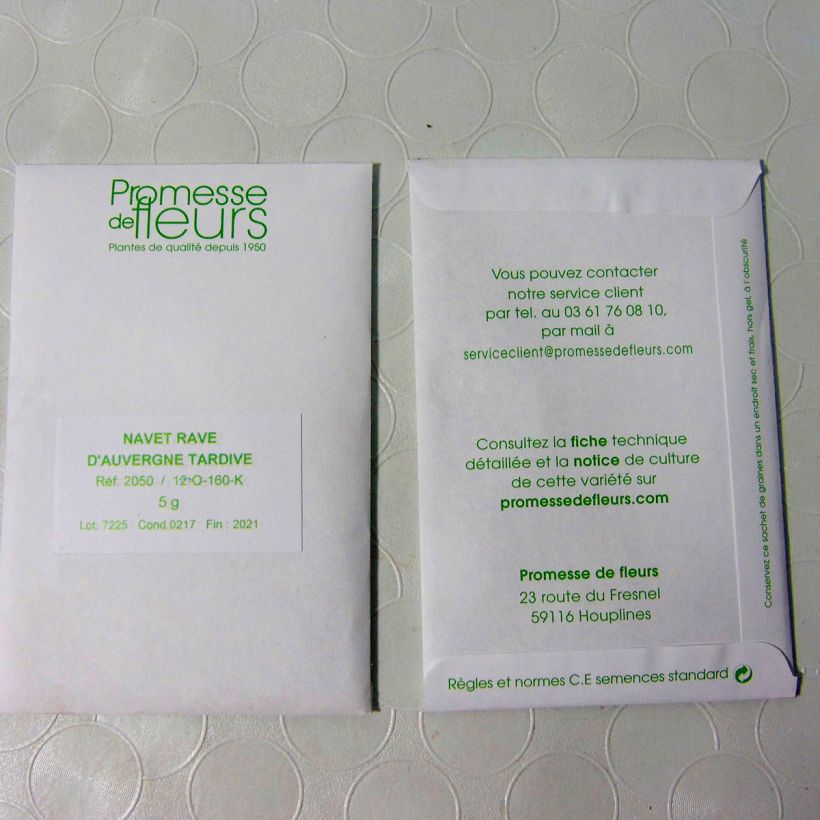 Promesse
de fleurs
Plantes de qualité depuis 1950
NAVET RAVE
D'AUVERGNE TARDIVE
Réf: 2050 / 12-O-160-K
5 g
Lot. 7225 Cond.0217 Fin : 2021
Vous pouvez contacter
notre service client
par tel. au 03 61 76 08 10,
par mail à
serviceclient@promessedefleurs.com
Consultez la fiche technique
détaillée et la notice de culture
de cette variété sur
promessedefleurs.com
Promesse de fleurs
23 route du Fresnel
59116 Houplines
Règles et normes C.E semences standard
Conservez ce sachet de graines dans un endroit sec et frais, hors gel, à l'obscurité